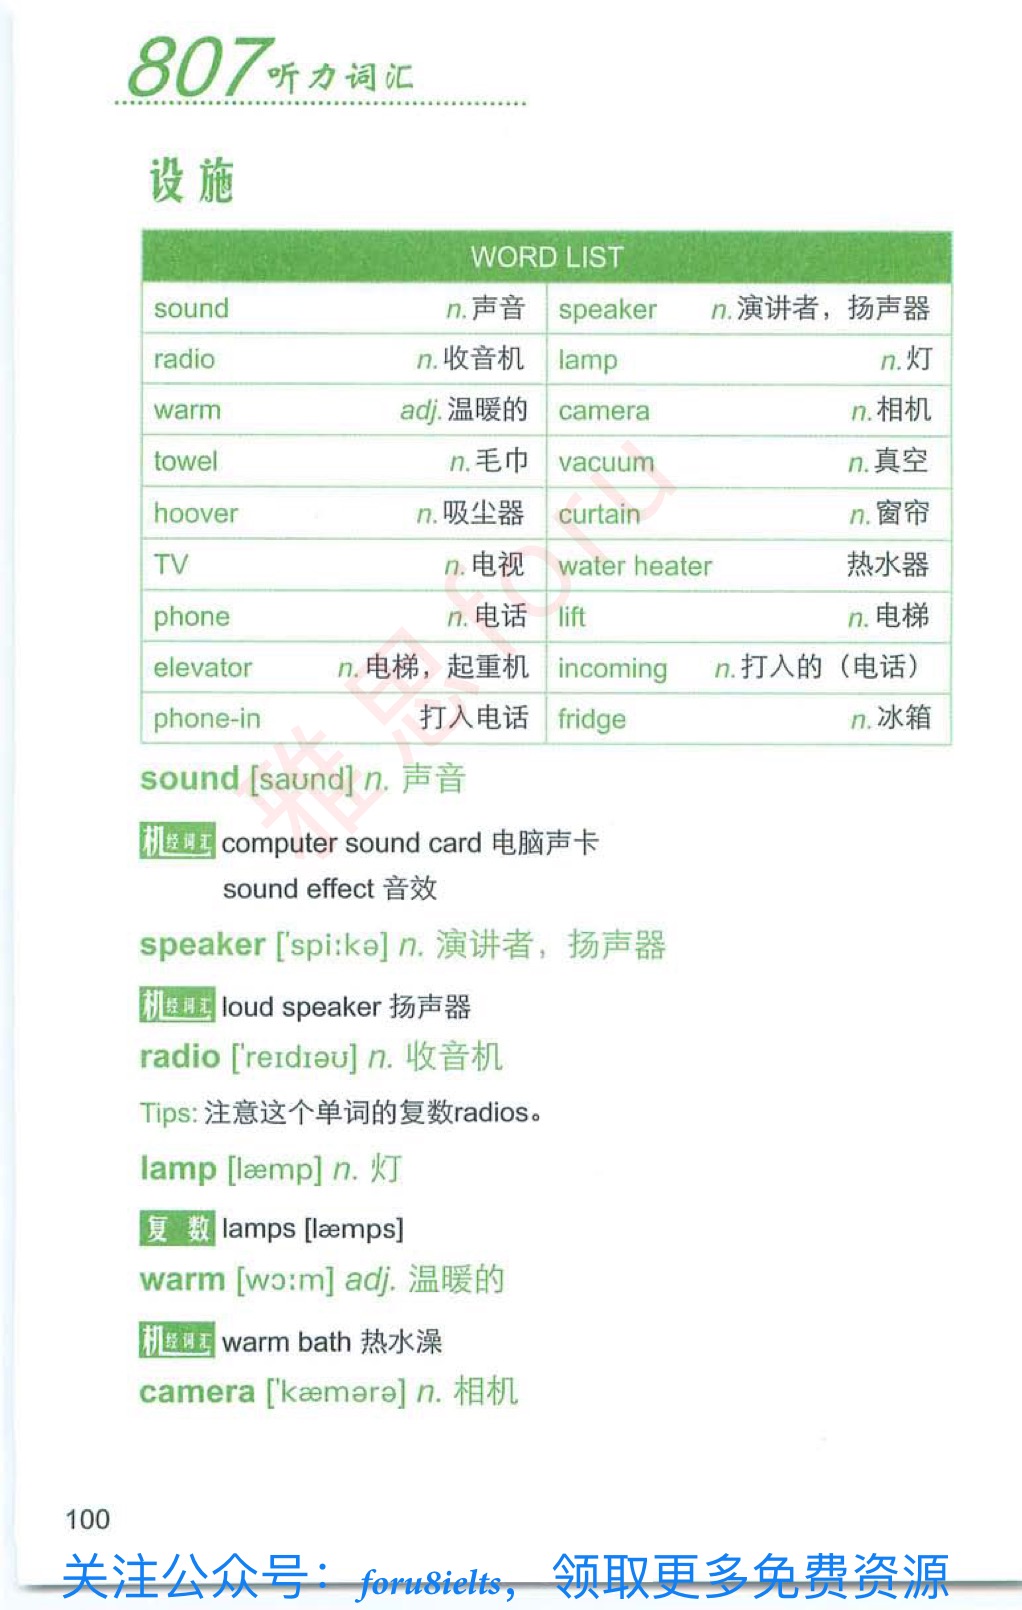 807听力词汇
设施
WORD LIST
sound n.声音 speaker n.演讲者，扬声器
radio n.收音机 lamp n.灯
warm adj.温暖的 camera n.相机
towel n.毛巾 vacuum n.真空
hoover n.吸尘器 curtain n.窗帘
TV n.电视 water heater 热水器
phone n.电话 lift n.电梯
elevator n.电梯，起重机 incoming n.打入的（电话）
phone-in 打入电话 fridge n.冰箱
雅思foru
sound [saʊnd] n. 声音
机经词汇 computer sound card 电脑声卡
sound effect 音效
speaker ['spiːkə] n. 演讲者，扬声器
机经词汇 loud speaker 扬声器
radio ['reɪdɪəʊ] n. 收音机
Tips: 注意这个单词的复数radios。
lamp [læmp] n. 灯
复数 lamps [læmps]
warm [wɔːm] adj. 温暖的
机经词汇 warm bath 热水澡
camera ['kæmərə] n. 相机
100
关注公众号：foru8ielts，领取更多免费资源